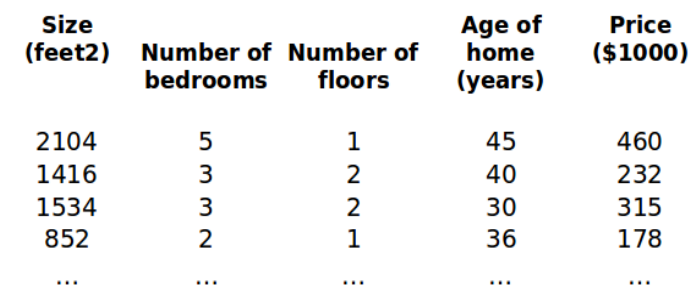 Size (feet2) Number of bedrooms Number of floors Age of home (years) Price ($1000)
2104 5 1 45 460
1416 3 2 40 232
1534 3 2 30 315
852 2 1 36 178
... ... ... ... ...